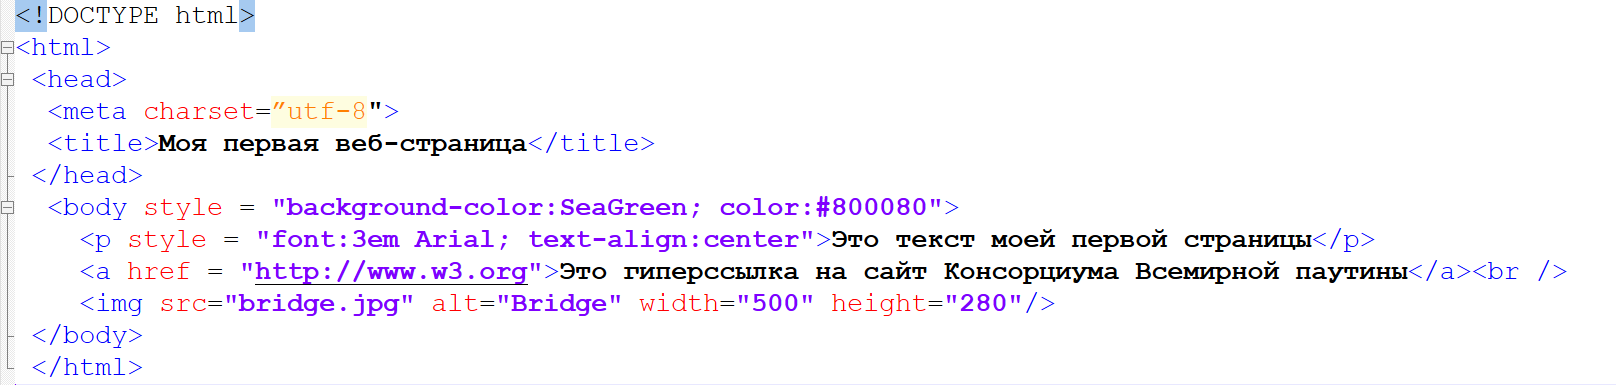 <!DOCTYPE html>
<html>
<head>
<meta charset=”utf-8">
<title>Моя первая веб-страница</title>
</head>
<body style = "background-color:SeaGreen; color:#800080">
<p style = "font:3em Arial; text-align:center">Это текст моей первой страницы</p>
<a href = "http://www.w3.org">Это гиперссылка на сайт Консорциума Всемирной паутины</a><br />
<img src="bridge.jpg" alt="Bridge" width="500" height="280"/>
</body>
</html>